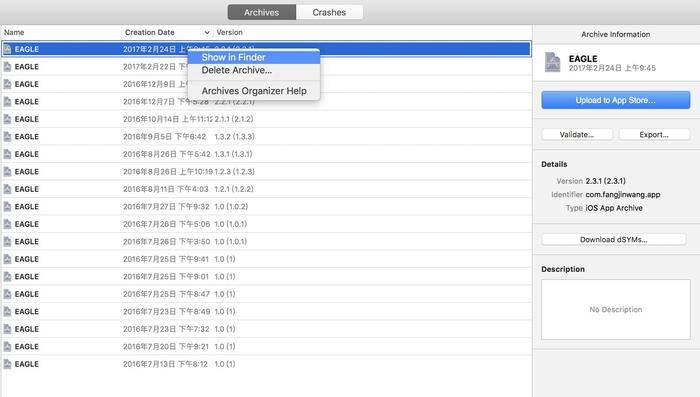 Archives Crashes
Name Creation Date Version
EAGLE 2017年2月24日
EAGLE 2017年2月22日
EAGLE 2016年12月9日
EAGLE 2016年12月7日 下午5:28 2.2.1 (2.2.1)
EAGLE 2016年10月14日 上午11:12 2.1.1 (2.1.2)
EAGLE 2016年9月5日 下午6:42 1.3.2 (1.3.3)
EAGLE 2016年8月26日 下午5:42 1.3.1 (1.3.1)
EAGLE 2016年8月26日 上午10:19 1.2.3 (1.2.3)
EAGLE 2016年8月11日 下午4:03 1.2.1 (1.2.2)
EAGLE 2016年7月27日 下午9:32 1.0 (1.0.2)
EAGLE 2016年7月26日 下午5:06 1.0 (1.0.1)
EAGLE 2016年7月26日 下午3:50 1.0 (1.0.1)
EAGLE 2016年7月25日 下午9:41 1.0 (1)
EAGLE 2016年7月25日 下午9:01 1.0 (1)
EAGLE 2016年7月25日 下午8:47 1.0 (1)
EAGLE 2016年7月23日 下午8:49 1.0 (1)
EAGLE 2016年7月23日 下午7:32 1.0 (1)
EAGLE 2016年7月20日 下午9:21 1.0 (1)
EAGLE 2016年7月13日 下午8:12 1.0 (1)
Show in Finder
Delete Archive...
Archives Organizer Help
Archive Information
EAGLE
2017年2月24日 上午9:45
Upload to App Store...
Validate... Export...
Details
Version 2.3.1 (2.3.1)
Identifier com.fangjinwang.app
Type iOS App Archive
Download dSYMs...
Description
No Description